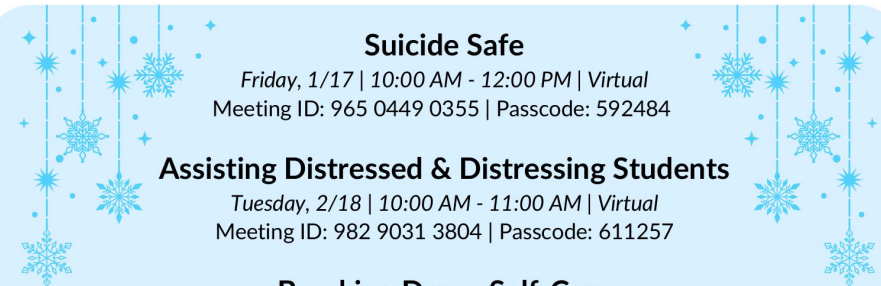 Suicide Safe
Friday, 1/17 | 10:00 AM - 12:00 PM | Virtual
Meeting ID: 965 0449 0355 | Passcode: 592484
Assisting Distressed & Distressing Students
Tuesday, 2/18 | 10:00 AM - 11:00 AM | Virtual
Meeting ID: 982 9031 3804 | Passcode: 611257